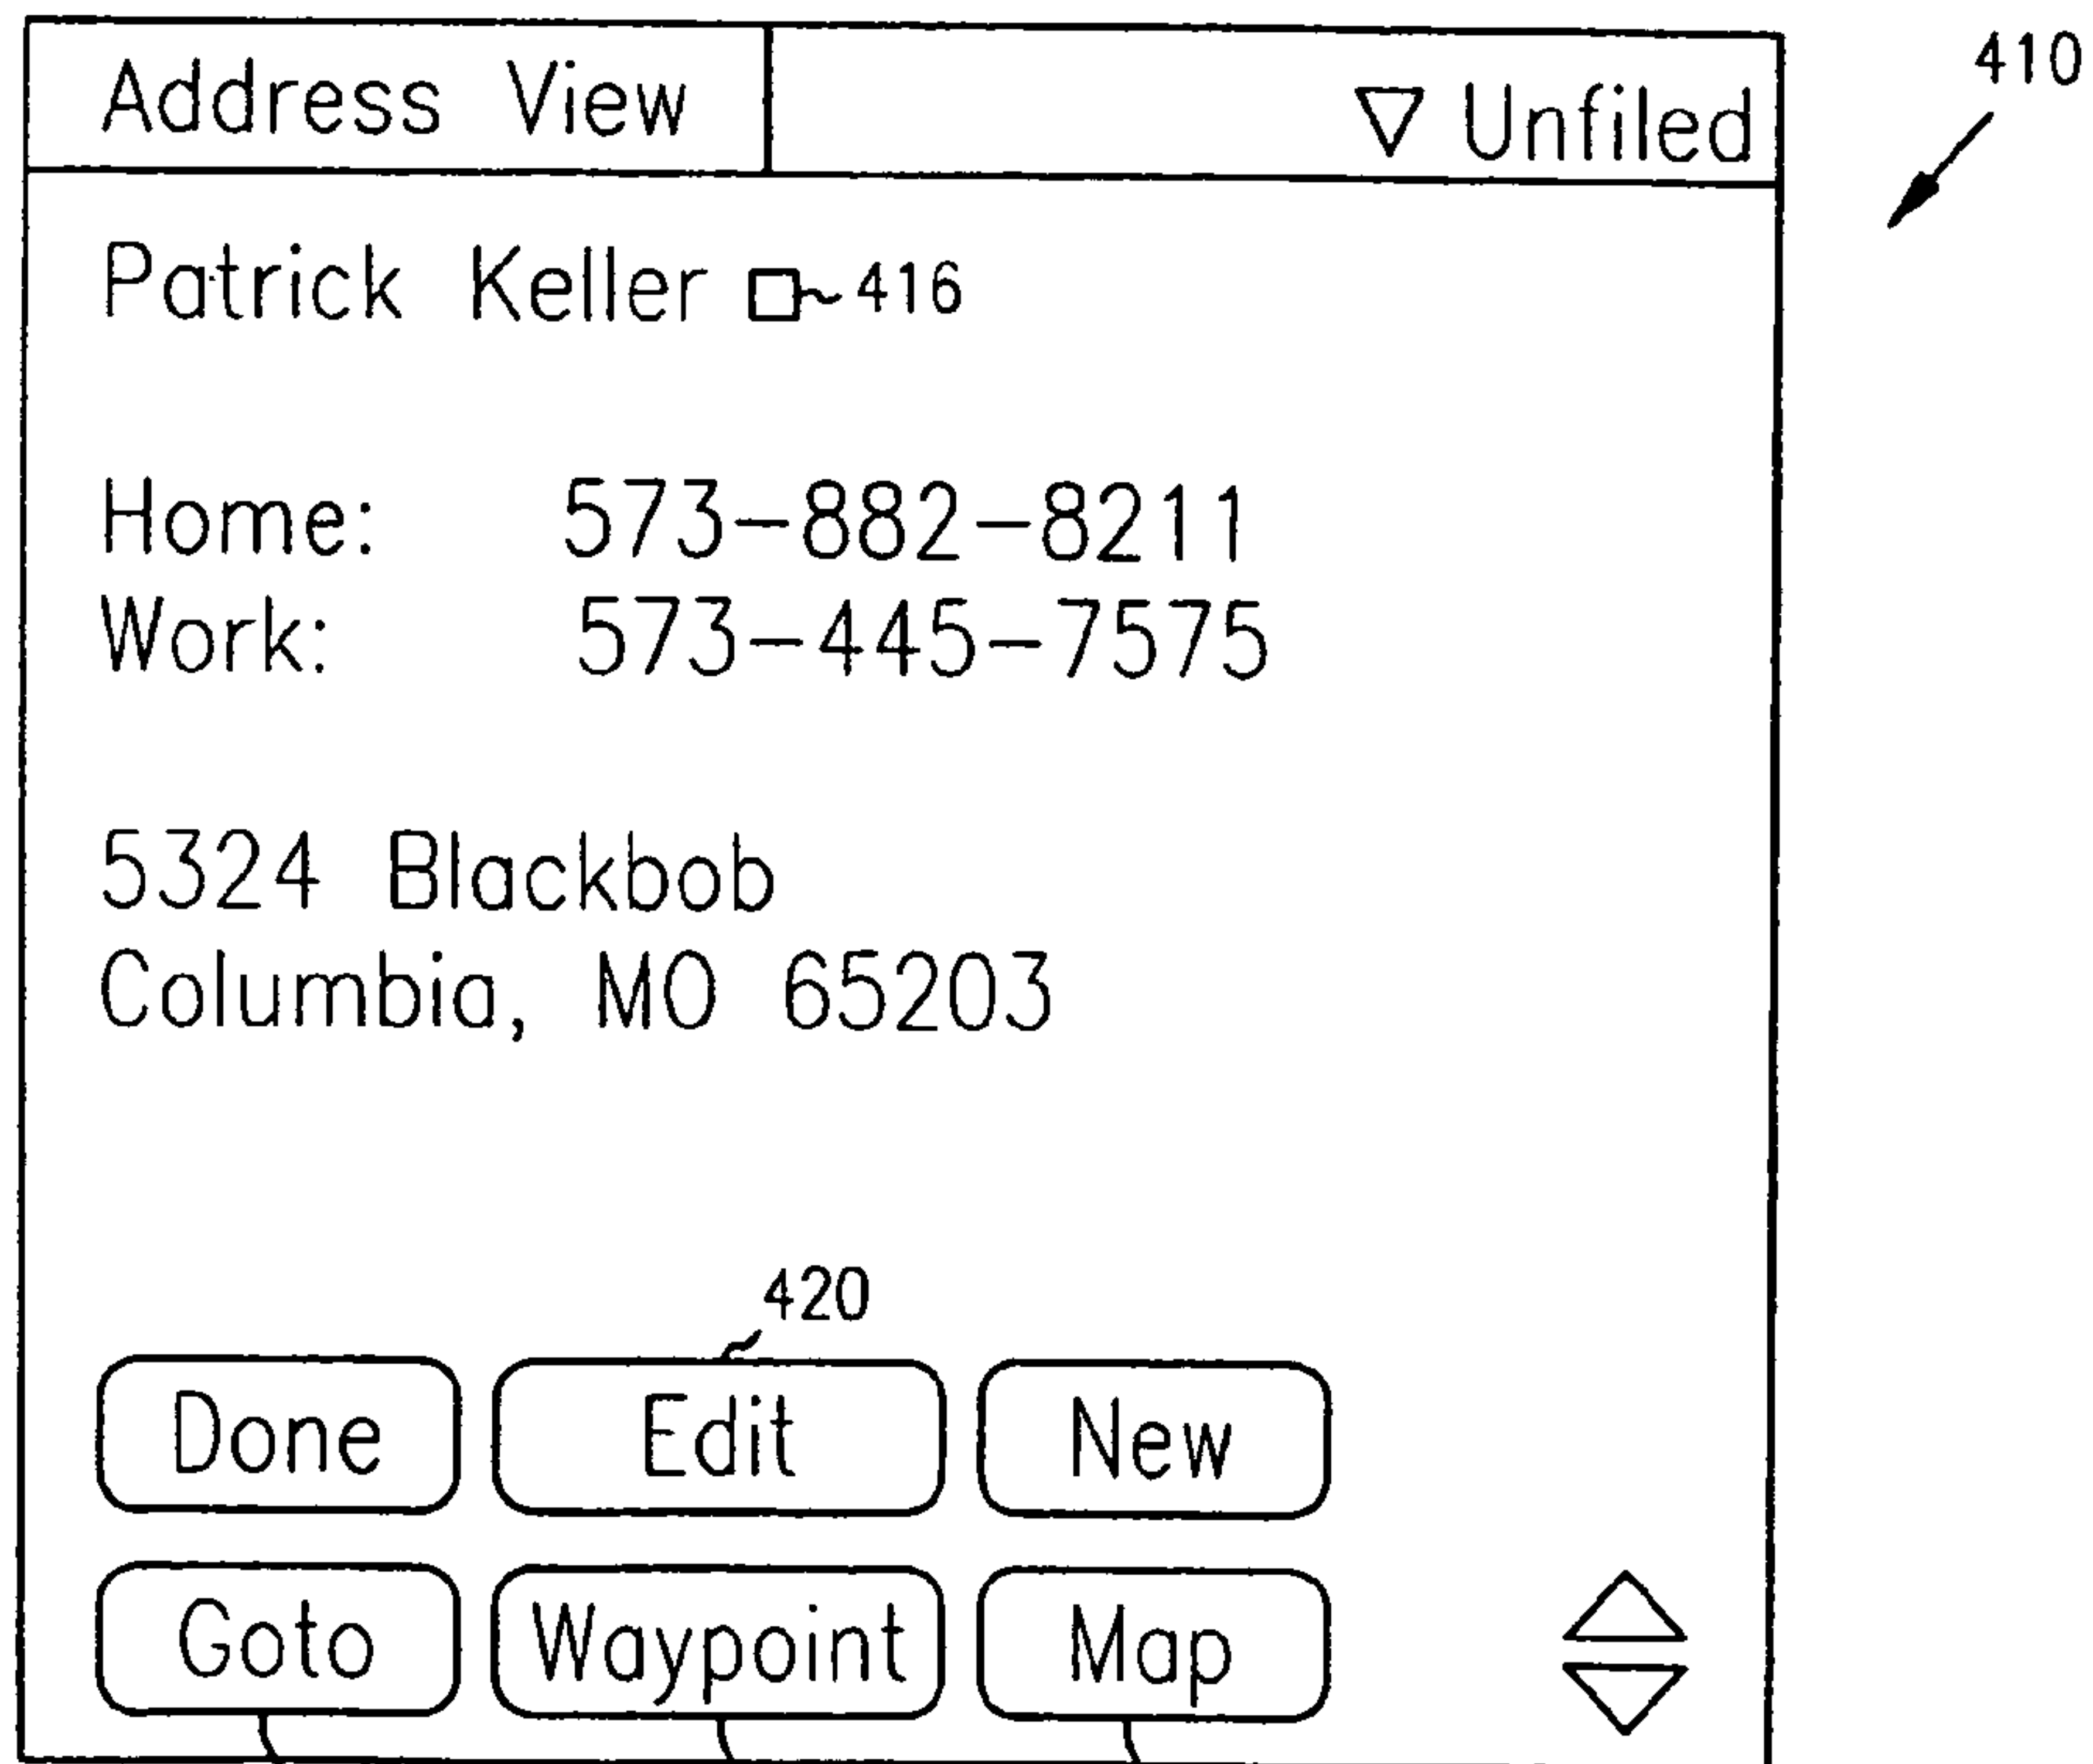 Address View
Unfiled
410
Patrick Keller
416
Home: 573-882-8211
Work: 573-445-7575
5324 Blackbob
Columbia, MO 65203
420
Done Edit New
Goto Waypoint Map